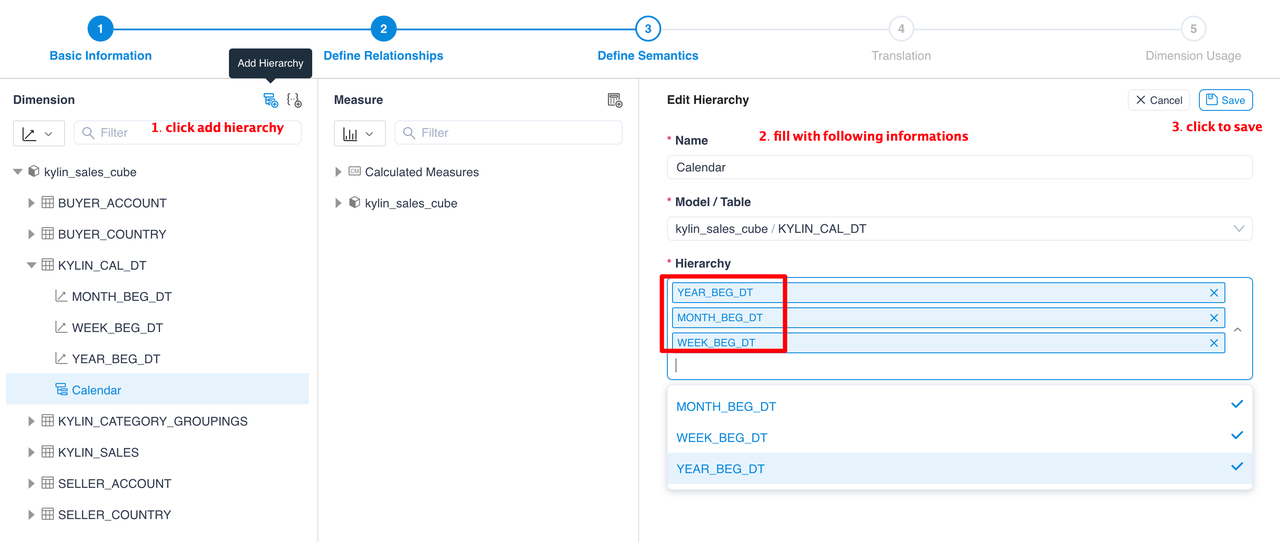 1 2 3 4 5
Basic Information Define Relationships Define Semantics Translation Dimension Usage
Add Hierarchy
Dimension
Filter
1. click add hierarchy
kylin_sales_cube
BUYER_ACCOUNT
BUYER_COUNTRY
KYLIN_CAL_DT
MONTH_BEG_DT
WEEK_BEG_DT
YEAR_BEG_DT
Calendar
KYLIN_CATEGORY_GROUPINGS
KYLIN_SALES
SELLER_ACCOUNT
SELLER_COUNTRY
Measure
Filter
CM Calculated Measures
kylin_sales_cube
Edit Hierarchy
Cancel Save
3. click to save
2. fill with following informations
* Name
Calendar
* Model / Table
kylin_sales_cube / KYLIN_CAL_DT
* Hierarchy
YEAR_BEG_DT
MONTH_BEG_DT
WEEK_BEG_DT
MONTH_BEG_DT
WEEK_BEG_DT
YEAR_BEG_DT